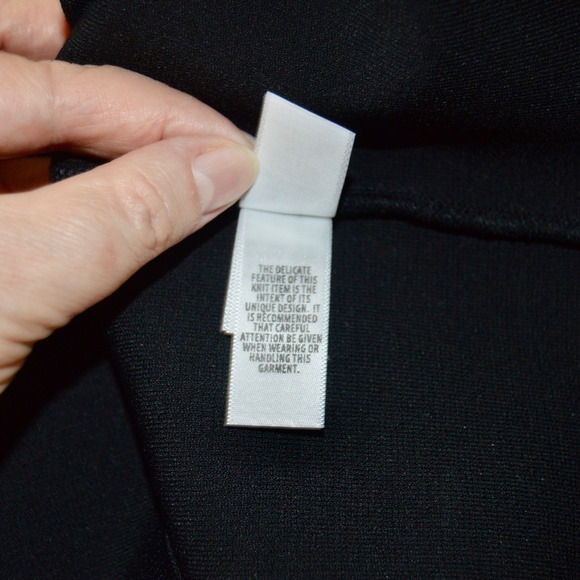 THE DELICATE
FEATURE OF THIS
KNIT ITEM IS THE
INTENT OF ITS
UNIQUE DESIGN. IT
IS RECOMMENDED
THAT CAREFUL
ATTENTION BE GIVEN
WHEN WEARING OR
HANDLING THIS
GARMENT.